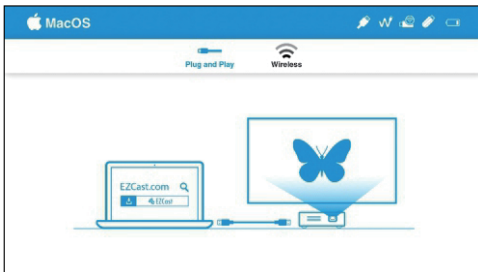 MacOS
Plug and Play
Wireless
EZCast.com
EZCast